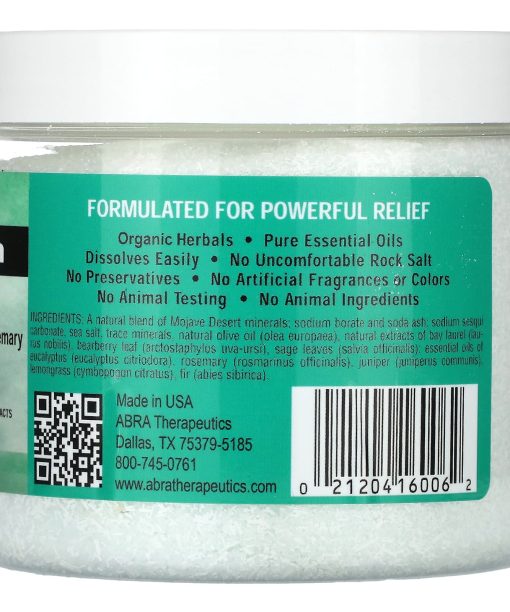 FORMULATED FOR POWERFUL RELIEF
Organic Herbals • Pure Essential Oils
Dissolves Easily • No Uncomfortable Rock Salt
No Preservatives • No Artificial Fragrances or Colors
No Animal Testing • No Animal Ingredients
INGREDIENTS: A natural blend of Mojave Desert minerals; sodium borate and soda ash; sodium sesqui
carbonate, sea salt, trace minerals, natural olive oil (olea europaea), natural extracts of bay laurel (lau-
rus nobilis), bearberry leaf (arctostaphylos uva-ursi), sage leaves (salvia officinalis); essential oils of
eucalyptus (eucalyptus citriodora), rosemary (rosmarinus officinalis), juniper (juniperus communis),
lemongrass (cymbopogon citratus), fir (abies sibirica).
emary
ACTS
Made in USA
ABRA Therapeutics
Dallas, TX 75379-5185
800-745-0761
www.abratherapeutics.com
0 21204 16006 2